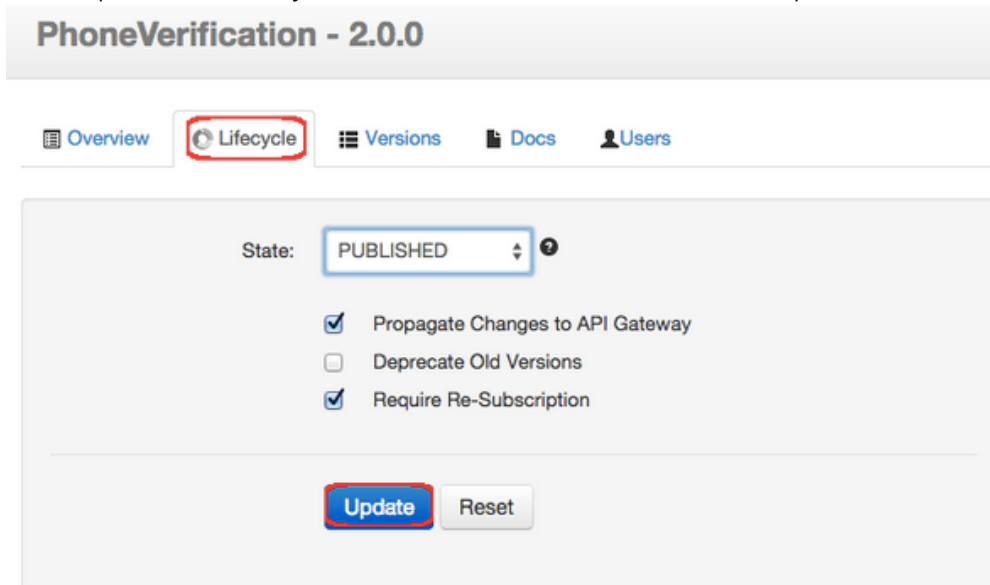 PhoneVerification - 2.0.0
Overview Lifecycle Versions Docs Users
State: PUBLISHED ?
Propagate Changes to API Gateway
Deprecate Old Versions
Require Re-Subscription
Update Reset